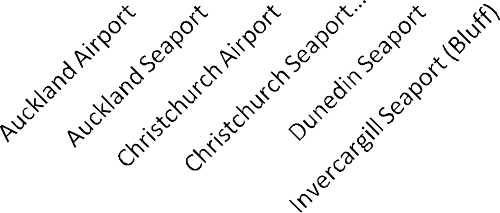 Auckland Airport
Auckland Seaport
Christchurch Airport
Christchurch Seaport...
Dunedin Seaport
Invercargill Seaport (Bluff)